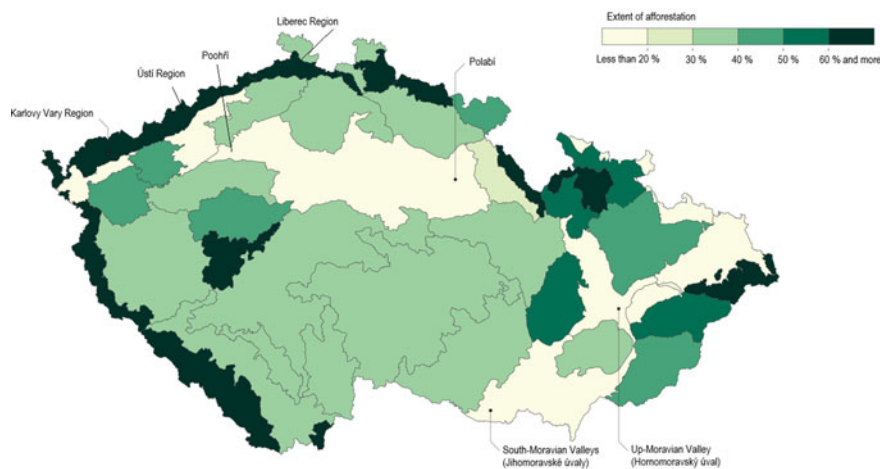 Extent of afforestation
Less than 20 % 30 % 40 % 50 % 60 % and more
Liberec Region
Poohří
Ústí Region
Polabí
Karlovy Vary Region
South-Moravian Valleys
(Jihomoravské úvaly)
Up-Moravian Valley
(Hornomoravský úval)